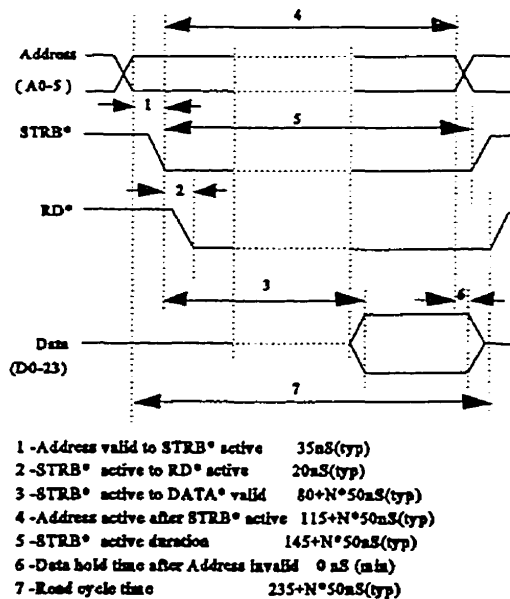 4
Address
(A0-5)
1
5
STRB*
2
RD*
3
6
Data
(D0-23)
7
1 -Address valid to STRB* active 35nS(typ)
2 -STRB* active to RD* active 20nS(typ)
3 -STRB* active to DATA* valid 80+N*50nS(typ)
4 -Address active after STRB* active 115+N*50nS(typ)
5 -STRB* active duration 145+N*50nS(typ)
6 -Data hold time after Address invalid 0 nS (min)
7 -Read cycle time 235+N*50nS(typ)